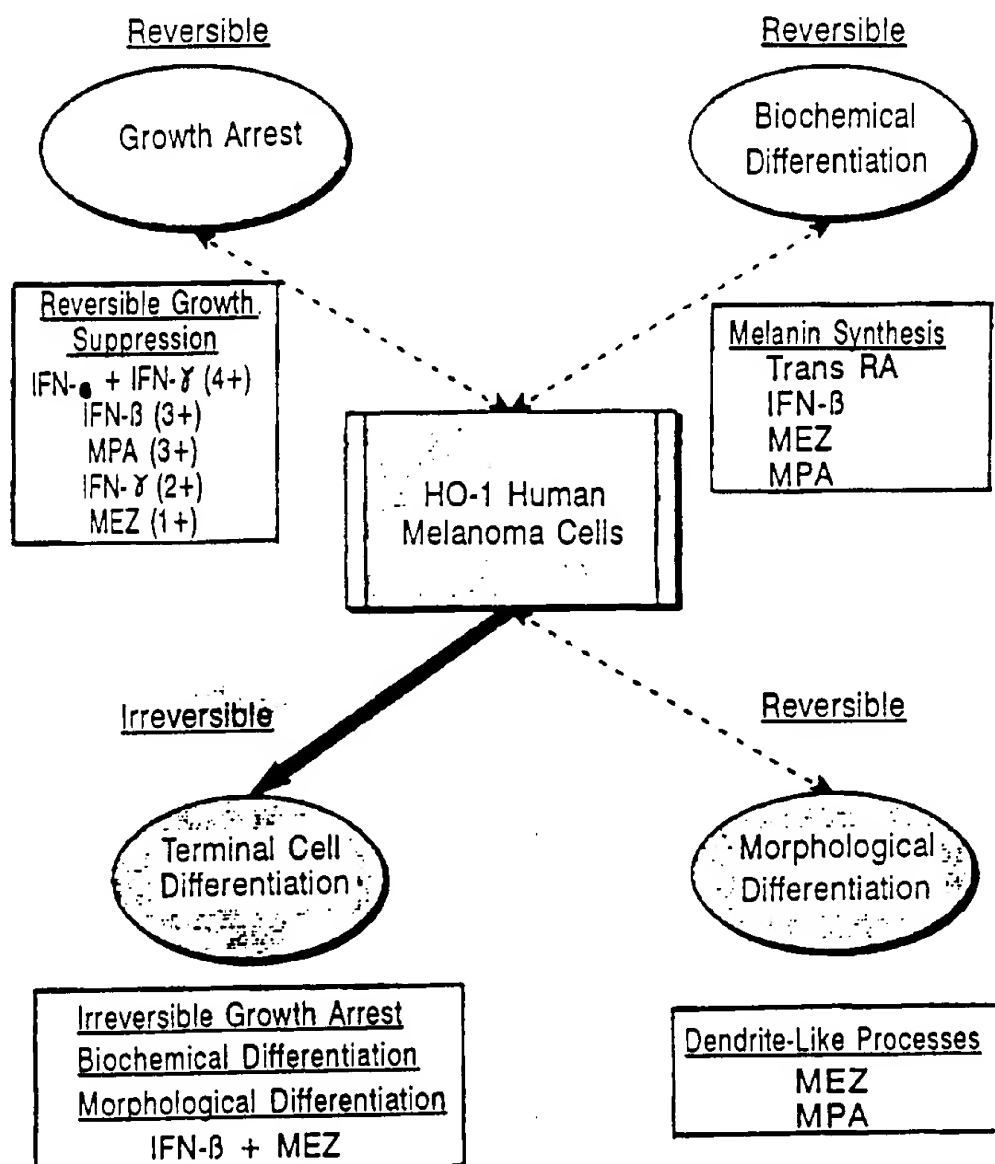 Reversible
Growth Arrest
Reversible Growth
Suppression
IFN- + IFN-γ (4+)
IFN-β (3+)
MPA (3+)
IFN-γ (2+)
MEZ (1+)
Reversible
Biochemical
Differentiation
Melanin Synthesis
Trans RA
IFN-β
MEZ
MPA
HO-1 Human
Melanoma Cells
Irreversible
Terminal Cell
Differentiation
Irreversible Growth Arrest
Biochemical Differentiation
Morphological Differentiation
IFN-β + MEZ
Reversible
Morphological
Differentiation
Dendrite-Like Processes
MEZ
MPA